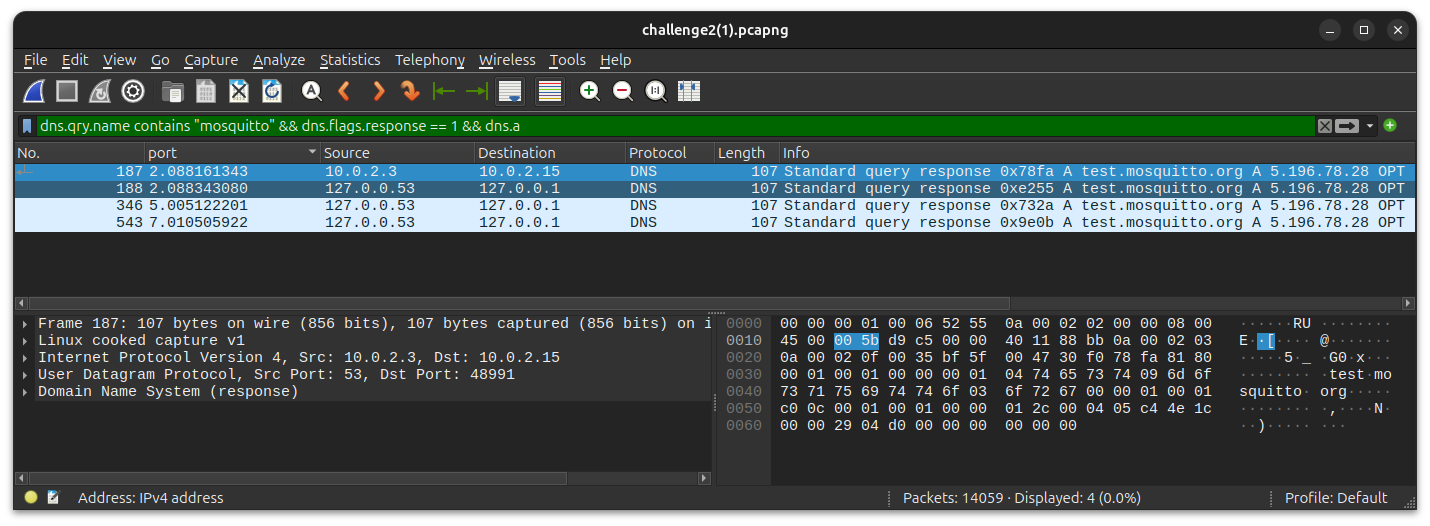 challenge2(1).pcapng
File Edit View Go Capture Analyze Statistics Telephony Wireless Tools Help
dns.qry.name contains "mosquitto" && dns.flags.response == 1 && dns.a
No. port Source Destination Protocol Length Info
187 2.088161343 10.0.2.3 10.0.2.15 DNS 107 Standard query response 0x78fa A test.mosquitto.org A 5.196.78.28 OPT
188 2.088343080 127.0.0.53 127.0.0.1 DNS 107 Standard query response 0xe255 A test.mosquitto.org A 5.196.78.28 OPT
346 5.005122201 127.0.0.53 127.0.0.1 DNS 107 Standard query response 0x732a A test.mosquitto.org A 5.196.78.28 OPT
543 7.010505922 127.0.0.53 127.0.0.1 DNS 107 Standard query response 0x9e0b A test.mosquitto.org A 5.196.78.28 OPT
Frame 187: 107 bytes on wire (856 bits), 107 bytes captured (856 bits) on i
Linux cooked capture v1
Internet Protocol Version 4, Src: 10.0.2.3, Dst: 10.0.2.15
User Datagram Protocol, Src Port: 53, Dst Port: 48991
Domain Name System (response)
0000 00 00 00 01 00 06 52 55 0a 00 02 02 00 00 08 00 ······RU ········
0010 45 00 00 5b d9 c5 00 00 40 11 88 bb 0a 00 02 03 E··[···· @·······
0020 0a 00 02 0f 00 35 bf 5f 00 47 30 f0 78 fa 81 80 ·····5·_ ·G0·x···
0030 00 01 00 01 00 00 00 01 04 74 65 73 74 09 6d 6f ········ ·test·mo
0040 73 71 75 69 74 74 6f 03 6f 72 67 00 00 01 00 01 squitto· org·····
0050 c0 0c 00 01 00 01 00 00 01 2c 00 04 05 c4 4e 1c ········ ·,····N·
0060 00 00 29 04 d0 00 00 00 00 00 00 ··)····· ···
Address: IPv4 address
Packets: 14059 · Displayed: 4 (0.0%)
Profile: Default